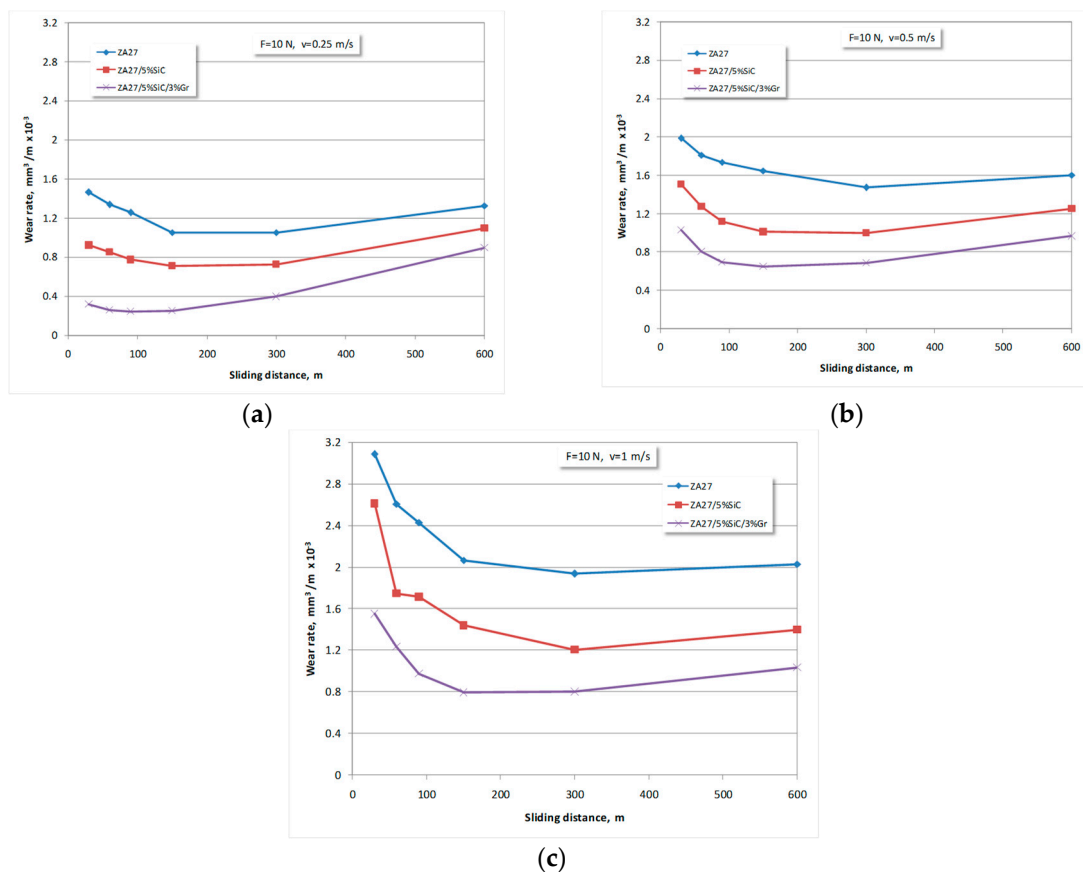 F=10 N, v=0.25 m/s
ZA27
ZA27/5%SiC
ZA27/5%SiC/3%Gr
Wear rate, mm³/m x10⁻³
3.2
2.8
2.4
2
1.6
1.2
0.8
0.4
0
0 100 200 300 400 500 600
Sliding distance, m
(a)
F=10 N, v=0.5 m/s
ZA27
ZA27/5%SiC
ZA27/5%SiC/3%Gr
Wear rate, mm³/m x10⁻³
3.2
2.8
2.4
2
1.6
1.2
0.8
0.4
0
0 100 200 300 400 500 600
Sliding distance, m
(b)
F=10 N, v=1 m/s
ZA27
ZA27/5%SiC
ZA27/5%SiC/3%Gr
Wear rate, mm³/m x10⁻³
3.2
2.8
2.4
2
1.6
1.2
0.8
0.4
0
0 100 200 300 400 500 600
Sliding distance, m
(c)